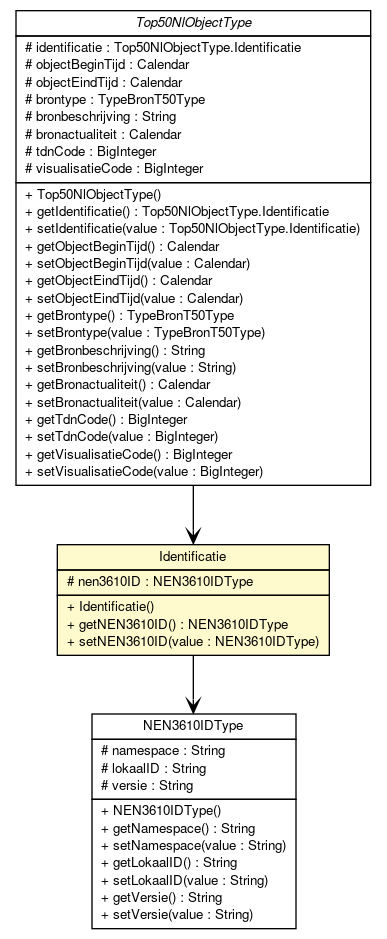 Top50NlObjectType
# identificatie : Top50NlObjectType.Identificatie
# objectBeginTijd : Calendar
# objectEindTijd : Calendar
# brontype : TypeBronT50Type
# bronbeschrijving : String
# bronactualiteit : Calendar
# tdnCode : BigInteger
# visualisatieCode : BigInteger
+ Top50NlObjectType()
+ getIdentificatie() : Top50NlObjectType.Identificatie
+ setIdentificatie(value : Top50NlObjectType.Identificatie)
+ getObjectBeginTijd() : Calendar
+ setObjectBeginTijd(value : Calendar)
+ getObjectEindTijd() : Calendar
+ setObjectEindTijd(value : Calendar)
+ getBrontype() : TypeBronT50Type
+ setBrontype(value : TypeBronT50Type)
+ getBronbeschrijving() : String
+ setBronbeschrijving(value : String)
+ getBronactualiteit() : Calendar
+ setBronactualiteit(value : Calendar)
+ getTdnCode() : BigInteger
+ setTdnCode(value : BigInteger)
+ getVisualisatieCode() : BigInteger
+ setVisualisatieCode(value : BigInteger)
Identificatie
# nen3610ID : NEN3610IDType
+ Identificatie()
+ getNEN3610ID() : NEN3610IDType
+ setNEN3610ID(value : NEN3610IDType)
NEN3610IDType
# namespace : String
# lokaalID : String
# versie : String
+ NEN3610IDType()
+ getNamespace() : String
+ setNamespace(value : String)
+ getLokaalID() : String
+ setLokaalID(value : String)
+ getVersie() : String
+ setVersie(value : String)